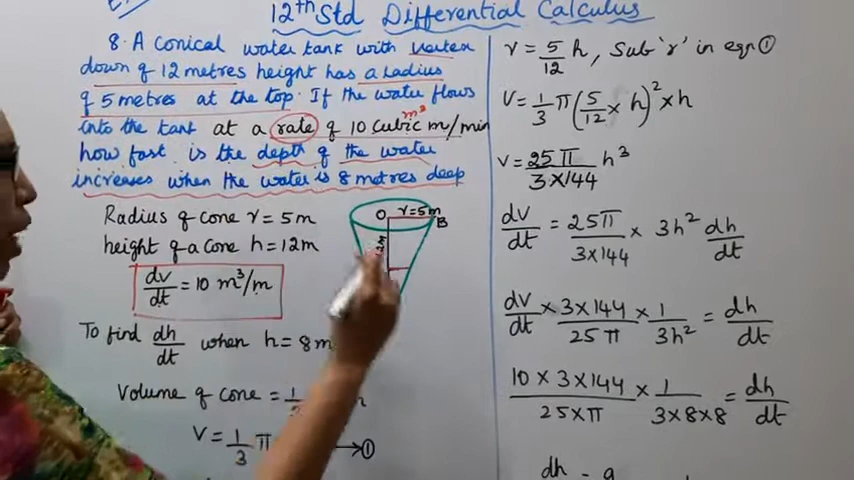 12th Std Differential Calculus
8. A conical water tank with vertex
down of 12 metres height has a radius
of 5 metres at the top. If the water flows
into the tank at a rate of 10 cubic m/min
m³
how fast is the depth of the water
increases when the water is 8 metres deep
Radius of cone r = 5m
height of a cone h = 12m
dv/dt = 10 m³/m
To find dh/dt when h = 8m
Volume of cone = 1/
V = 1/3 π
→①
O r=5m
B
12m
r = 5/12 h, Sub 'r' in eqn ①
V = 1/3 π (5/12 × h)² × h
v = 25π/3×144 h³
dv/dt = 25π/3×144 × 3h² dh/dt
dv/dt × 3×144/25π × 1/3h² = dh/dt
10×3×144/25×π × 1/3×8×8 = dh/dt
dh = 9